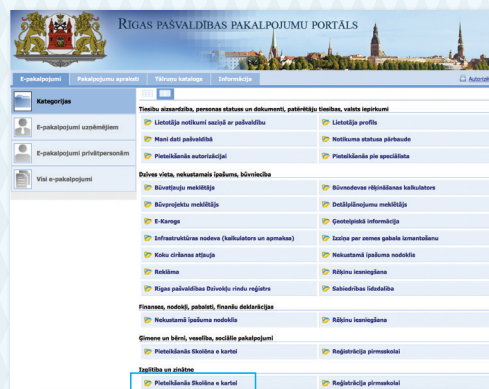 RĪGAS PAŠVALDĪBAS PAKALPOJUMU PORTĀLS
E-pakalpojumi Pakalpojumu apraksti Tālruņu katalogs Informācija
Kategorijas
E-pakalpojumi uzņēmējiem
E-pakalpojumi privātpersonām
Visi e-pakalpojumi
Tiesību aizsardzība, personas statuss un dokumenti, patērētāju tiesības, valsts iepirkumi
Lietotāja notikumi saziņā ar pašvaldību Lietotāja profils
Mani dati pašvaldībā Notikuma statusa pārbaude
Pieteikšanās autorizācijai Pieteikšanās pie speciālista
Dzīves vieta, nekustamais īpašums, būvniecība
Būvatļauju meklētājs Būvnodevas rēķināšanas kalkulators
Būvprojektu meklētājs Detālplānojumu meklētājs
E-Karogs Ģeotelpiskā informācija
Infrastruktūras nodeva (kalkulators un apmaksa) Izziņa par zemes gabala izmantošanu
Koku ciršanas atļauja Nekustamā īpašuma nodoklis
Reklāma Rēķinu iesniegšana
Rīgas pašvaldības Dzīvokļu rindu reģistrs Sabiedrības līdzdalība
Finanses, nodokļi, pabalsti, finanšu deklarācijas
Nekustamā īpašuma nodoklis Rēķinu iesniegšana
Ģimene un bērni, veselība, sociālie pakalpojumi
Pieteikšanās Skolēna e kartei Reģistrācija pirmsskolai
Izglītība un zinātne
Pieteikšanās Skolēna e kartei Reģistrācija pirmsskolai